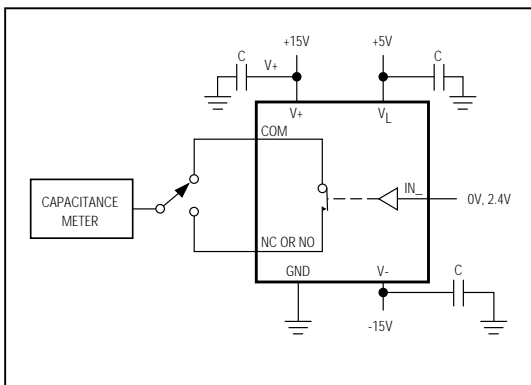 +15V
+5V
C
V+
C
V+
VL
COM
IN_
CAPACITANCE
METER
0V, 2.4V
NC OR NO
GND
V-
C
-15V